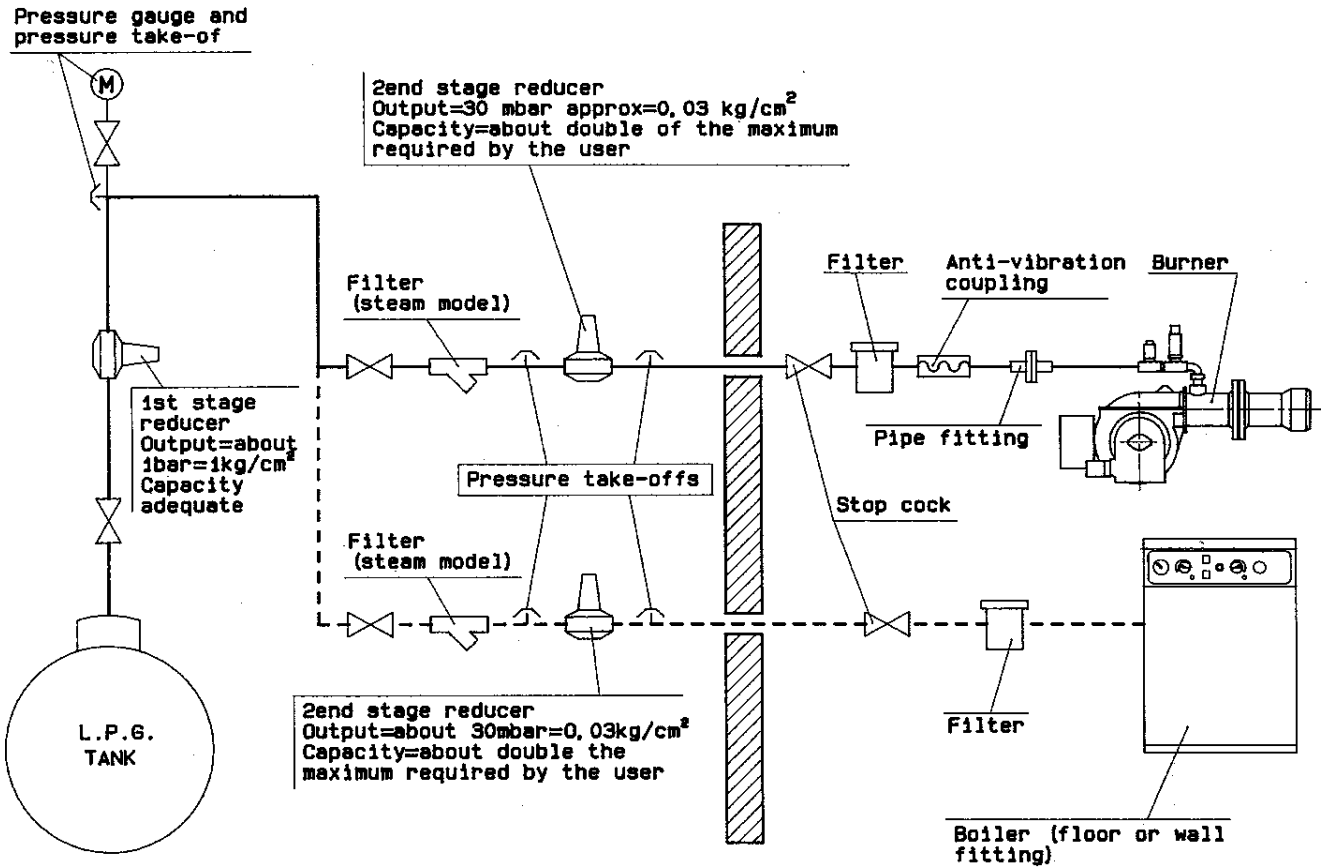 Pressure gauge and
pressure take-of
M
2end stage reducer
Output=30 mbar approx=0,03 kg/cm²
Capacity=about double of the maximum
required by the user
Filter
(steam model)
Filter
Anti-vibration
coupling
Burner
1st stage
reducer
Output=about
1bar=1kg/cm²
Capacity
adequate
Pipe fitting
Pressure take-offs
Stop cock
Filter
(steam model)
L.P.G.
TANK
2end stage reducer
Output=about 30mbar=0,03kg/cm²
Capacity=about double the
maximum required by the user
Filter
Boiler (floor or wall
fitting)